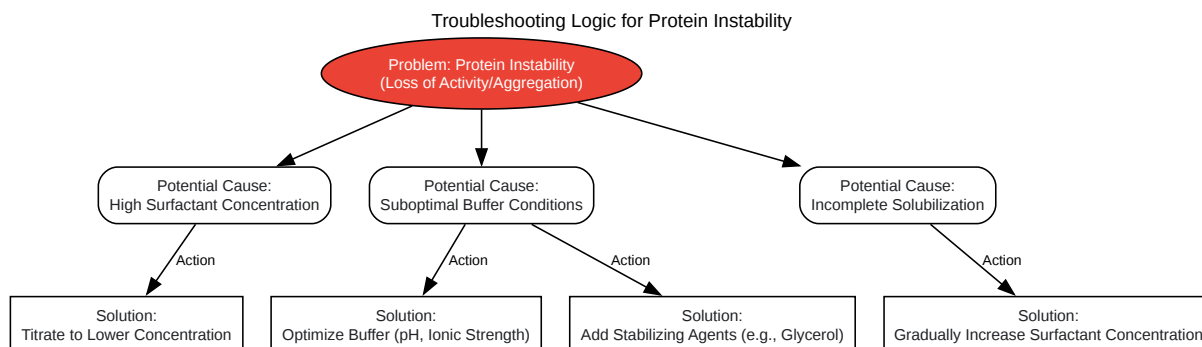 Troubleshooting Logic for Protein Instability
Problem: Protein Instability
(Loss of Activity/Aggregation)
Potential Cause:
High Surfactant Concentration
Potential Cause:
Suboptimal Buffer Conditions
Potential Cause:
Incomplete Solubilization
Action
Action
Action
Action
Solution:
Titrate to Lower Concentration
Solution:
Optimize Buffer (pH, Ionic Strength)
Solution:
Add Stabilizing Agents (e.g., Glycerol)
Solution:
Gradually Increase Surfactant Concentration